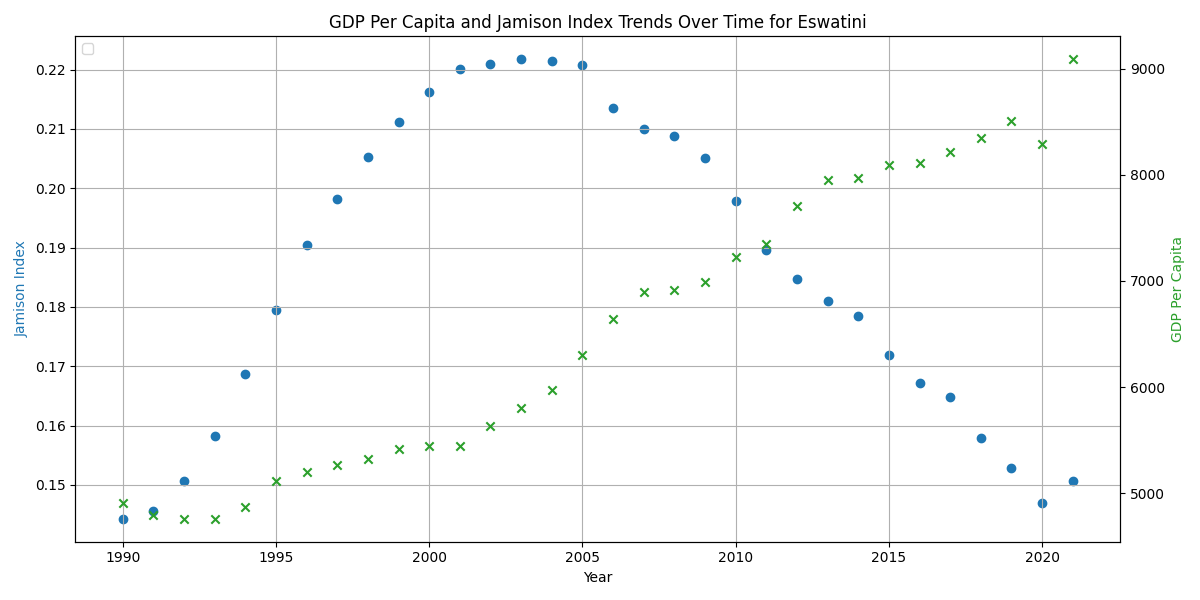 GDP Per Capita and Jamison Index Trends Over Time for Eswatini
0.22
0.21
0.20
0.19
0.18
0.17
0.16
0.15
Jamison Index
9000
8000
7000
6000
5000
GDP Per Capita
1990 1995 2000 2005 2010 2015 2020
Year